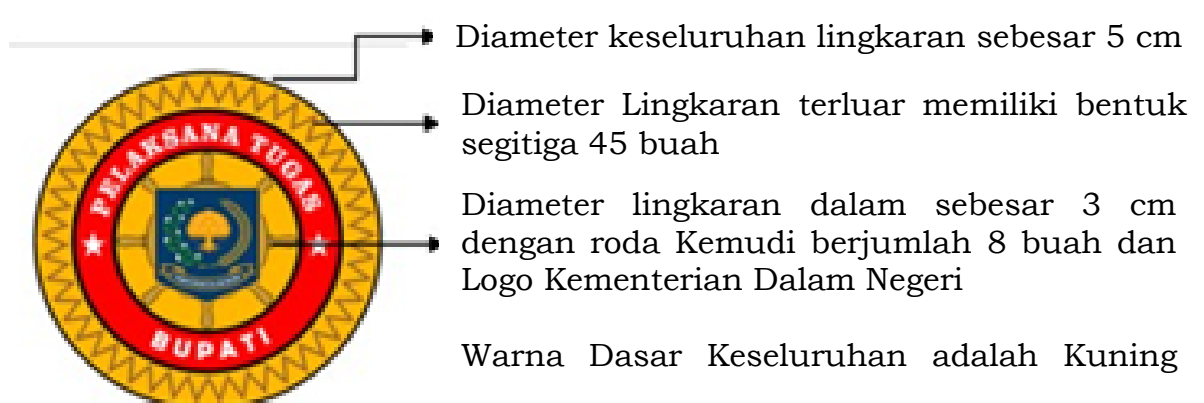 Diameter keseluruhan lingkaran sebesar 5 cm
Diameter Lingkaran terluar memiliki bentuk
segitiga 45 buah
PELAKSANA TUGAS
BUPATI
Diameter lingkaran dalam sebesar 3 cm
dengan roda Kemudi berjumlah 8 buah dan
Logo Kementerian Dalam Negeri
Warna Dasar Keseluruhan adalah Kuning